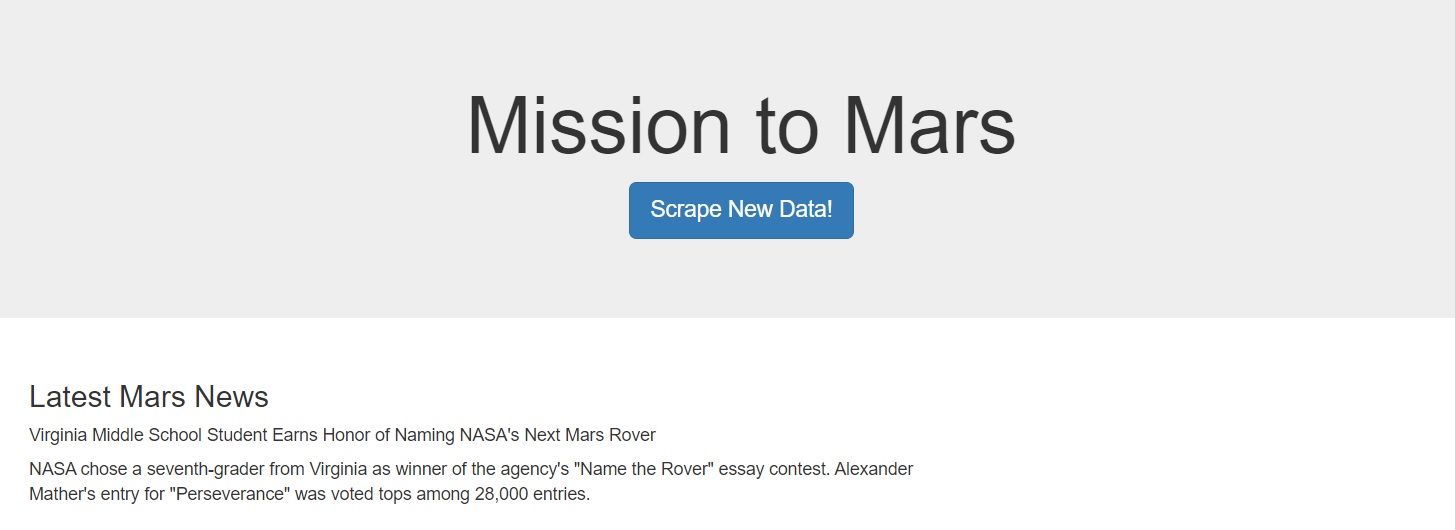 Mission to Mars
Scrape New Data!
Latest Mars News
Virginia Middle School Student Earns Honor of Naming NASA's Next Mars Rover
NASA chose a seventh-grader from Virginia as winner of the agency's "Name the Rover" essay contest. Alexander
Mather's entry for "Perseverance" was voted tops among 28,000 entries.